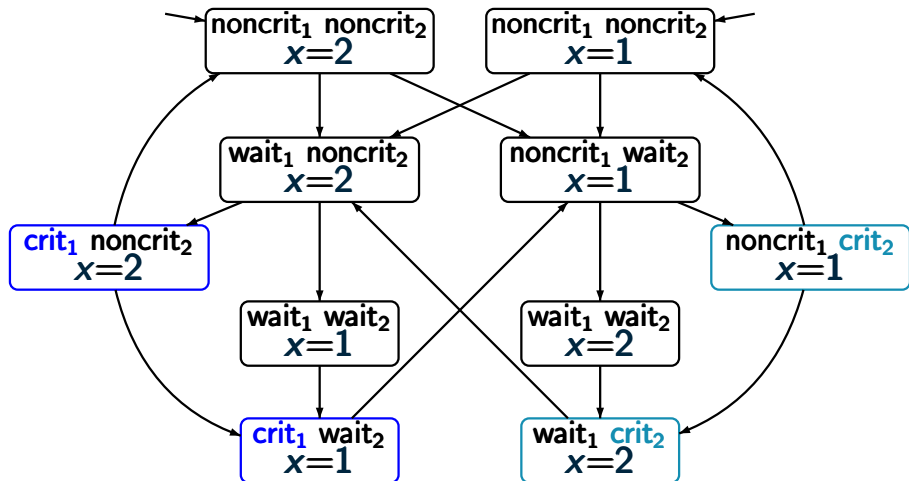 noncrit₁ noncrit₂
x=2
noncrit₁ noncrit₂
x=1
wait₁ noncrit₂
x=2
noncrit₁ wait₂
x=1
crit₁ noncrit₂
x=2
noncrit₁ crit₂
x=1
wait₁ wait₂
x=1
wait₁ wait₂
x=2
crit₁ wait₂
x=1
wait₁ crit₂
x=2